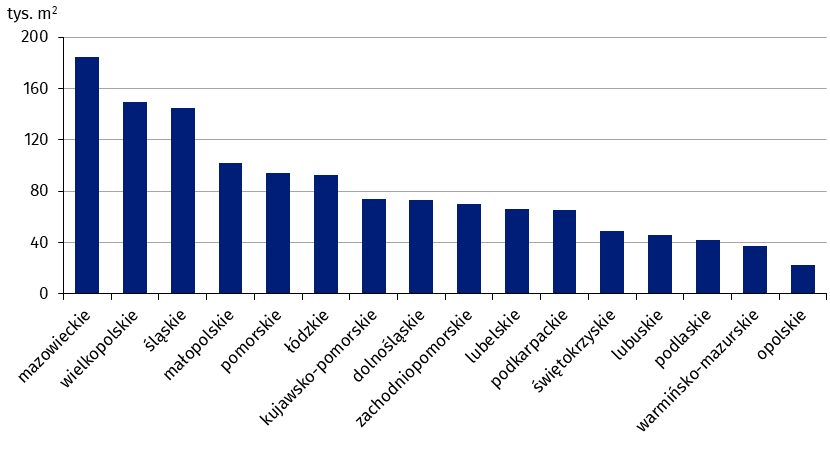 tys. m²
200
160
120
80
40
0
mazowieckie
wielkopolskie
śląskie
małopolskie
pomorskie
łódzkie
kujawsko-pomorskie
dolnośląskie
zachodniopomorskie
lubelskie
podkarpackie
świętokrzyskie
lubuskie
podlaskie
warmińsko-mazurskie
opolskie